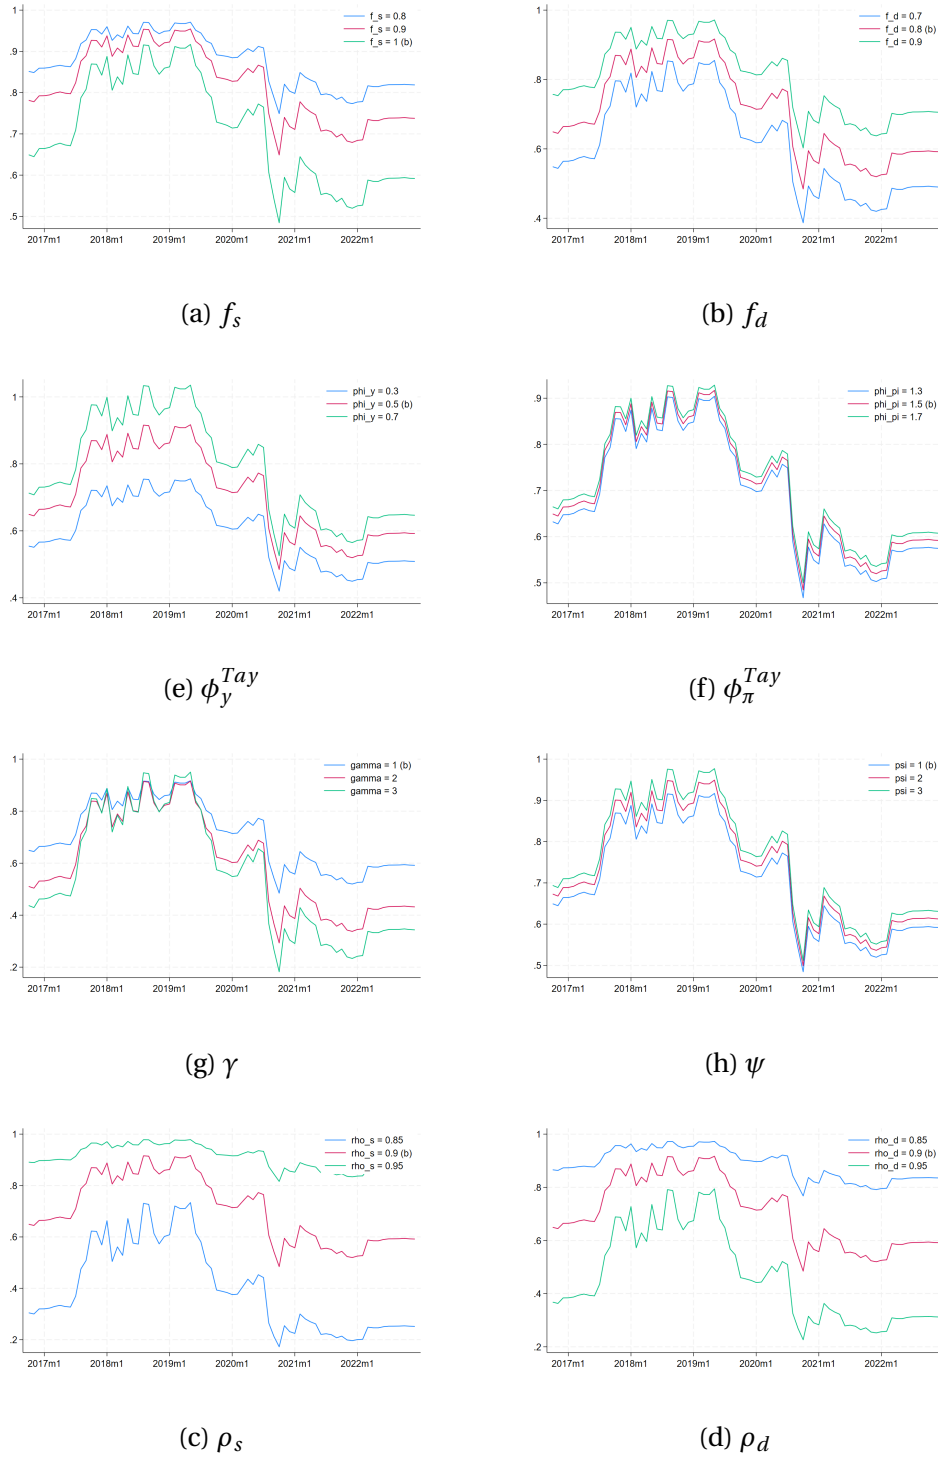 1
.9
.8
.7
.6
.5
2017m1 2018m1 2019m1 2020m1 2021m1 2022m1
f_s = 0.8
f_s = 0.9
f_s = 1 (b)
(a) f_s
1
.8
.6
.4
2017m1 2018m1 2019m1 2020m1 2021m1 2022m1
f_d = 0.7
f_d = 0.8 (b)
f_d = 0.9
(b) f_d
1
.8
.6
.4
2017m1 2018m1 2019m1 2020m1 2021m1 2022m1
phi_y = 0.3
phi_y = 0.5 (b)
phi_y = 0.7
(e) ϕ_y^{Tay}
.9
.8
.7
.6
.5
2017m1 2018m1 2019m1 2020m1 2021m1 2022m1
phi_pi = 1.3
phi_pi = 1.5 (b)
phi_pi = 1.7
(f) ϕ_π^{Tay}
1
.8
.6
.4
.2
2017m1 2018m1 2019m1 2020m1 2021m1 2022m1
gamma = 1 (b)
gamma = 2
gamma = 3
(g) γ
1
.9
.8
.7
.6
.5
2017m1 2018m1 2019m1 2020m1 2021m1 2022m1
psi = 1 (b)
psi = 2
psi = 3
(h) ψ
1
.8
.6
.4
.2
2017m1 2018m1 2019m1 2020m1 2021m1 2022m1
rho_s = 0.85
rho_s = 0.9 (b)
rho_s = 0.95
(c) ρ_s
1
.8
.6
.4
.2
2017m1 2018m1 2019m1 2020m1 2021m1 2022m1
rho_d = 0.85
rho_d = 0.9 (b)
rho_d = 0.95
(d) ρ_d